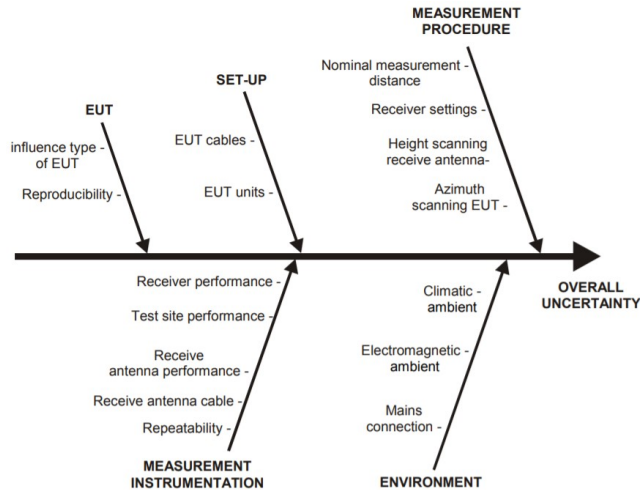 MEASUREMENT
PROCEDURE
Nominal measurement -
distance
Receiver settings -
Height scanning
receive antenna-
Azimuth
scanning EUT -
SET-UP
EUT cables -
EUT units -
EUT
influence type -
of EUT
Reproducibility -
OVERALL
UNCERTAINTY
Receiver performance -
Test site performance -
Receive
antenna performance -
Receive antenna cable -
Repeatability -
MEASUREMENT
INSTRUMENTATION
Climatic -
ambient
Electromagnetic -
ambient
Mains
connection -
ENVIRONMENT